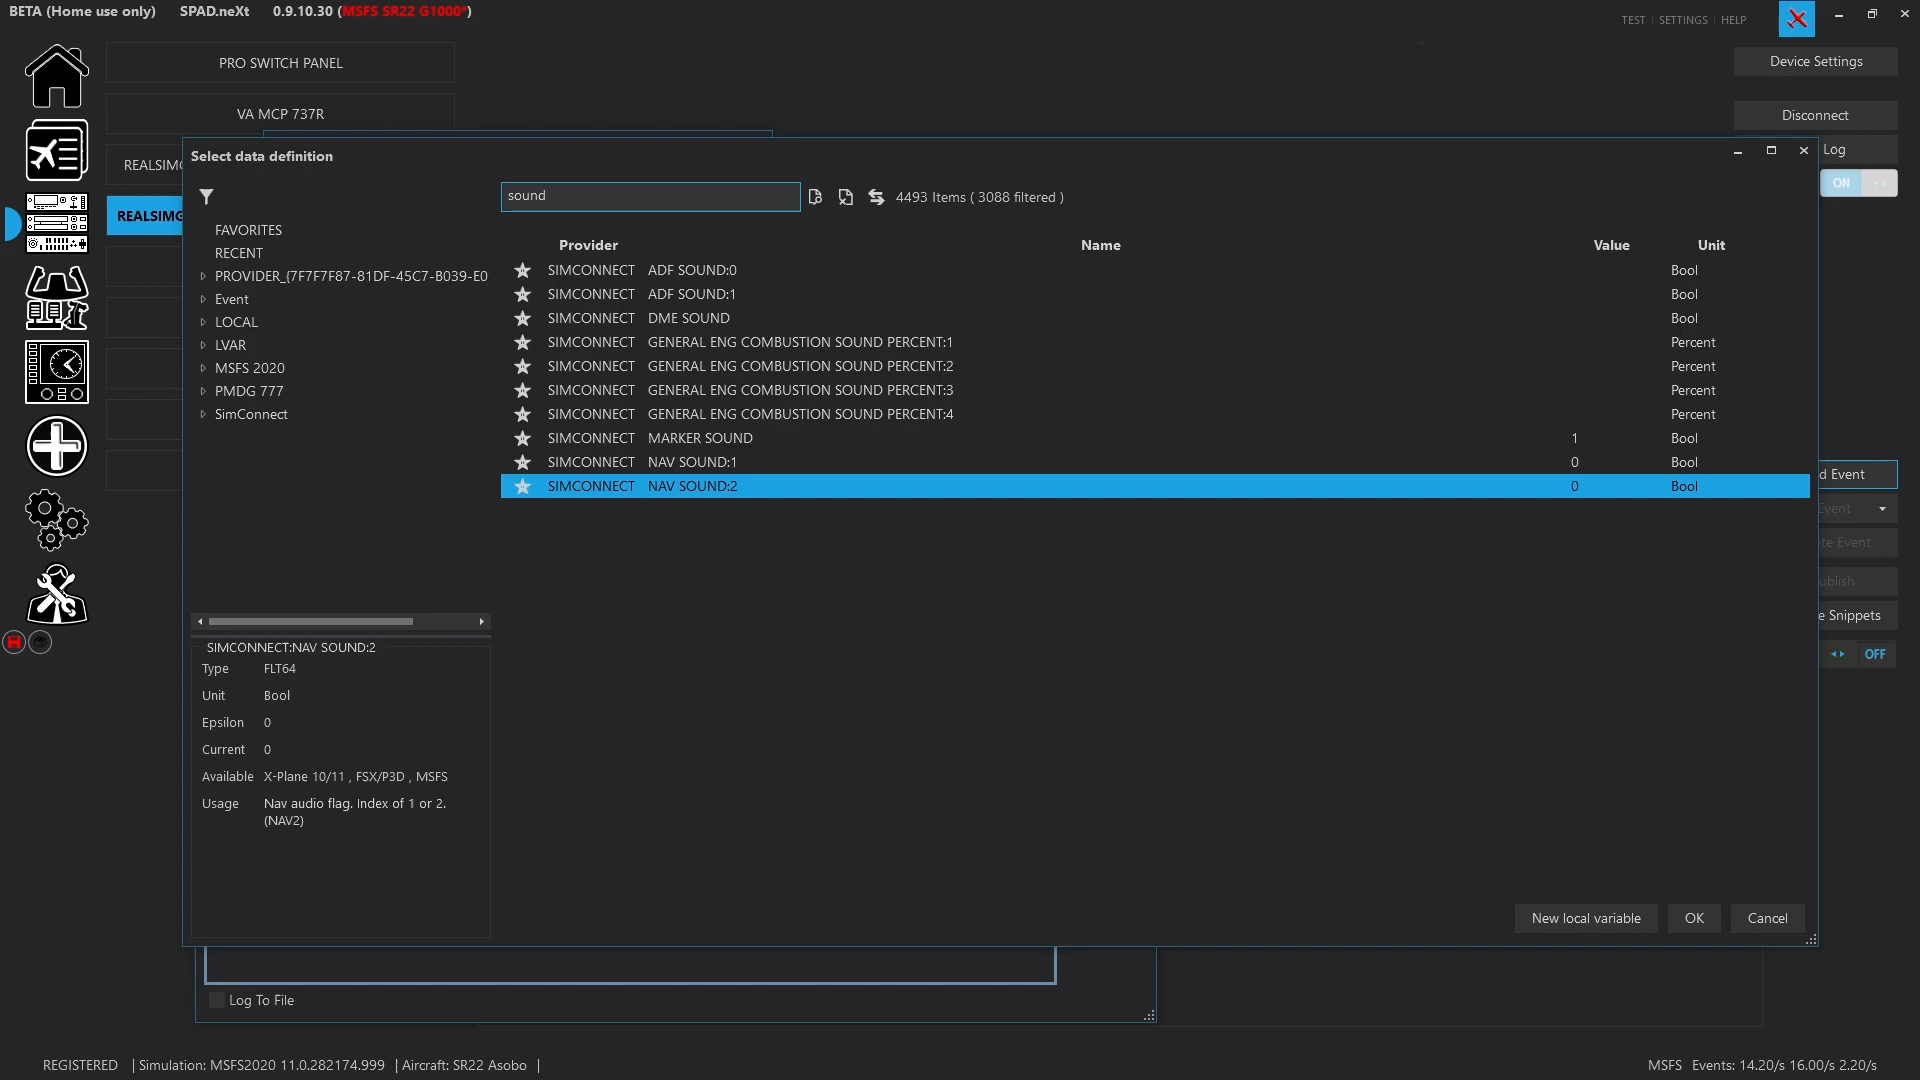 BETA (Home use only) SPAD.neXt 0.9.10.30 (MSFS SR22 G1000*)
TEST | SETTINGS | HELP
PRO SWITCH PANEL
Device Settings
VA MCP 737R
Disconnect
REALSIMG
Log
Select data definition
ON
REALSIMG
sound
4493 Items ( 3088 filtered )
FAVORITES
RECENT
PROVIDER_{7F7F7F87-81DF-45C7-B039-E0
Event
LOCAL
LVAR
MSFS 2020
PMDG 777
SimConnect
Provider Name Value Unit
SIMCONNECT ADF SOUND:0 Bool
SIMCONNECT ADF SOUND:1 Bool
SIMCONNECT DME SOUND Bool
SIMCONNECT GENERAL ENG COMBUSTION SOUND PERCENT:1 Percent
SIMCONNECT GENERAL ENG COMBUSTION SOUND PERCENT:2 Percent
SIMCONNECT GENERAL ENG COMBUSTION SOUND PERCENT:3 Percent
SIMCONNECT GENERAL ENG COMBUSTION SOUND PERCENT:4 Percent
SIMCONNECT MARKER SOUND 1 Bool
SIMCONNECT NAV SOUND:1 0 Bool
SIMCONNECT NAV SOUND:2 0 Bool
d Event
Event
te Event
ublish
e Snippets
OFF
SIMCONNECT:NAV SOUND:2
Type FLT64
Unit Bool
Epsilon 0
Current 0
Available X-Plane 10/11 , FSX/P3D , MSFS
Usage Nav audio flag. Index of 1 or 2.
(NAV2)
New local variable OK Cancel
Log To File
REGISTERED | Simulation: MSFS2020 11.0.282174.999 | Aircraft: SR22 Asobo |
MSFS Events: 14.20/s 16.00/s 2.20/s